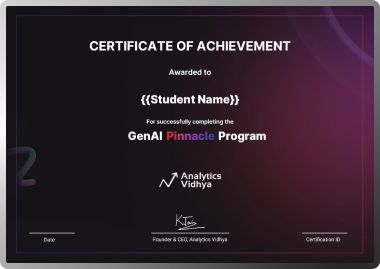 CERTIFICATE OF ACHIEVEMENT
Awarded to
{{Student Name}}
For successfully completing the
GenAI Pinnacle Program
Analytics
Vidhya
Date
Founder & CEO, Analytics Vidhya
Certification ID